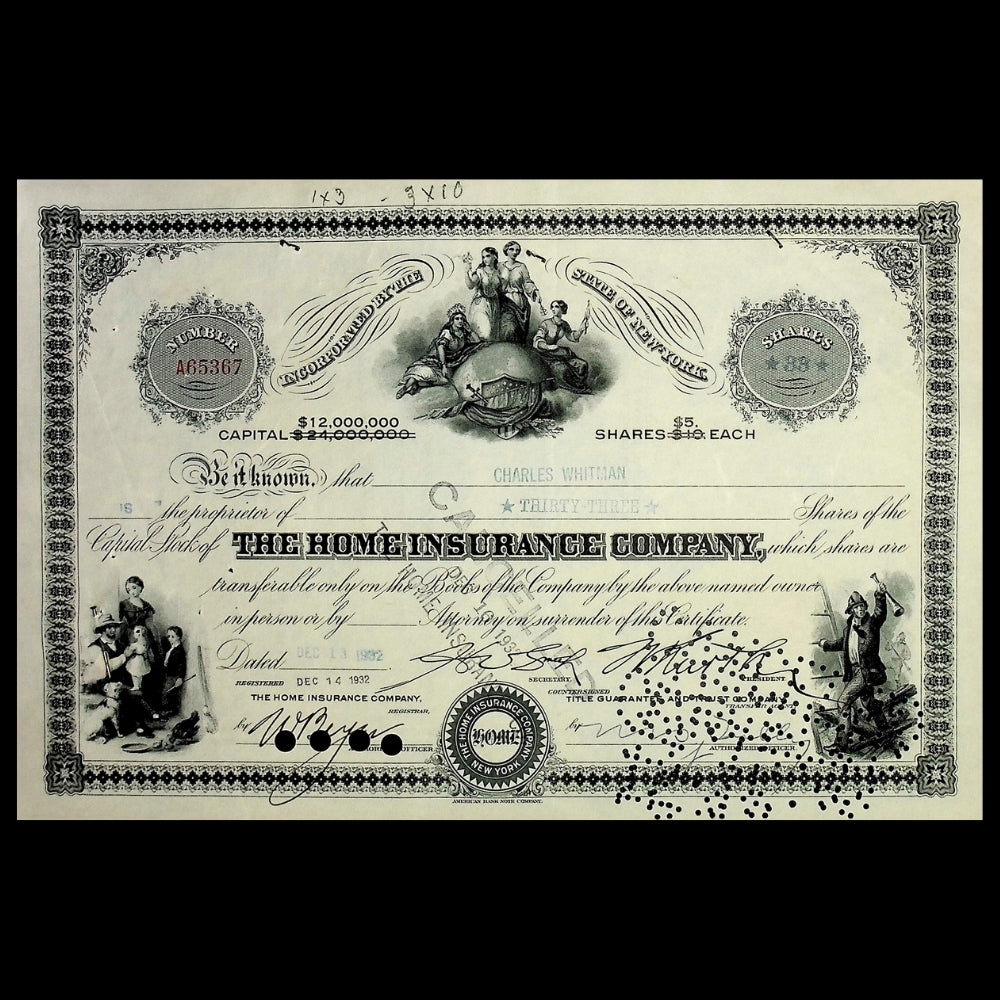 1x3 - 3x10
INCORPORATED BY THE STATE OF NEW-YORK.
NUMBER
A65367
SHARES
★33★
$12,000,000
CAPITAL $24,000,000
$5.
SHARES $10. EACH
Be it known, that CHARLES WHITMAN
IS the proprietor of ★ THIRTY-THREE ★ Shares of the
Capital Stock of THE HOME INSURANCE COMPANY, which shares are
transferable only on the Books of the Company by the above named owner
in person or by Attorney on surrender of this Certificate.
CANCELLED
THE HOME INS.
Dated DEC 13 1932
SECRETARY.
PRESIDENT.
REGISTERED DEC 14 1932
COUNTERSIGNED
THE HOME INSURANCE COMPANY,
TITLE GUARANTEE AND TRUST COMPANY,
REGISTRAR,
TRANSFER AGENT.
by
OFFICER
by
AUTHORIZED OFFICER.
THE HOME INSURANCE COMPANY
HOME
NEW YORK
AMERICAN BANK NOTE COMPANY.